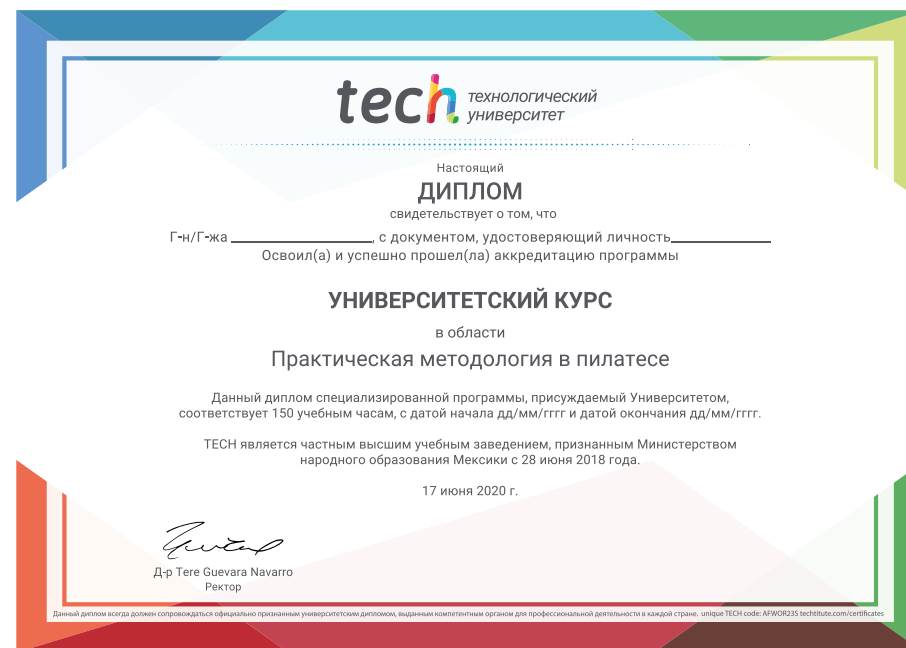 tech технологический
университет
Настоящий
ДИПЛОМ
свидетельствует о том, что
Г-н/Г-жа , с документом, удостоверяющий личность
Освоил(а) и успешно прошел(ла) аккредитацию программы
УНИВЕРСИТЕТСКИЙ КУРС
в области
Практическая методология в пилатесе
Данный диплом специализированной программы, присуждаемый Университетом,
соответствует 150 учебным часам, с датой начала дд/мм/гггг и датой окончания дд/мм/гггг.
TECH является частным высшим учебным заведением, признанным Министерством
народного образования Мексики с 28 июня 2018 года.
17 июня 2020 г.
Д-р Tere Guevara Navarro
Ректор
Данный диплом всегда должен сопровождаться официально признанным университетским дипломом, выданным компетентным органом для профессиональной деятельности в каждой стране. unique TECH code: AFWOR23S techtitute.com/certificates